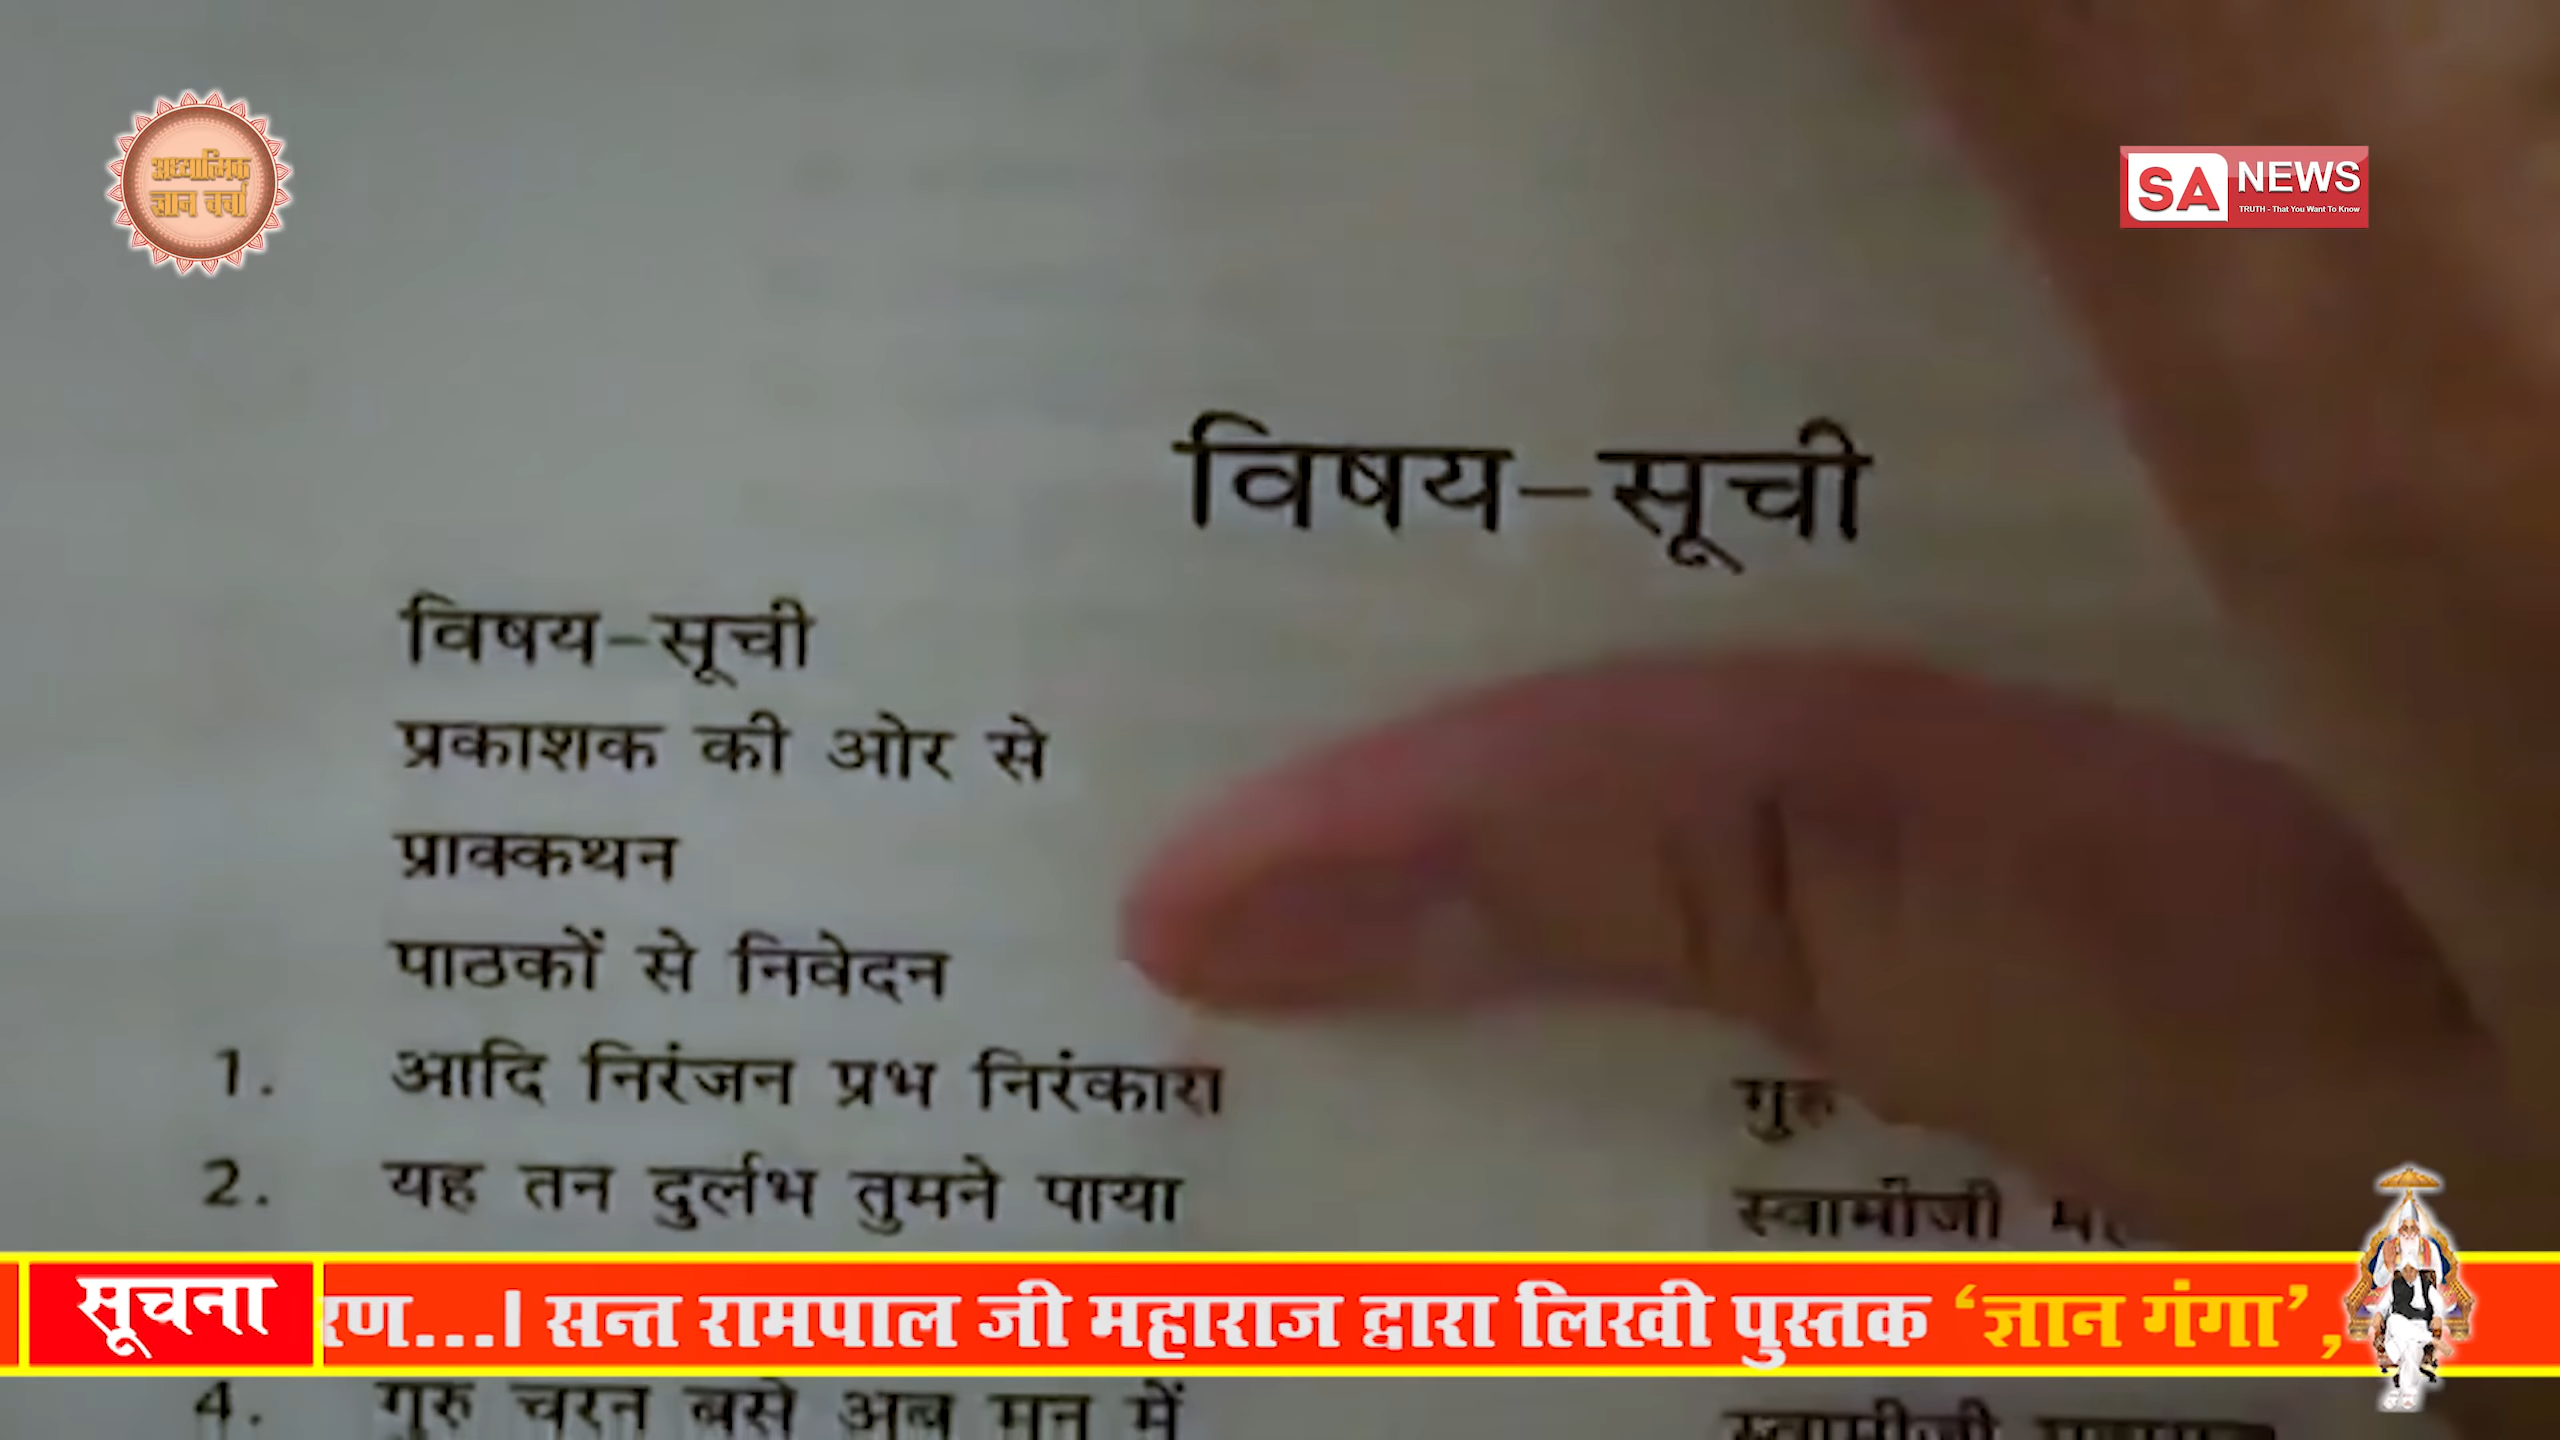 अध्यात्मिक
ज्ञान चर्चा
SA NEWS
TRUTH - That You Want To Know
विषय-सूची
विषय-सूची
प्रकाशक की ओर से
प्राक्कथन
पाठकों से निवेदन
1. आदि निरंजन प्रभ निरंकारा गुरु
2. यह तन दुर्लभ तुमने पाया स्वामीजी
सूचना रण...। सन्त रामपाल जी महाराज द्वारा लिखी पुस्तक ‘ज्ञान गंगा’,
4. गुरु चरन बसे अब मन में स्वामीजी